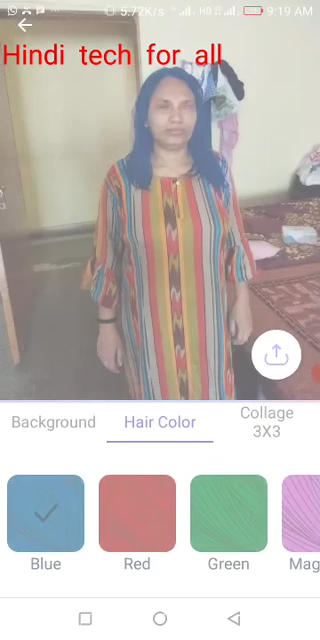 5.72K/s HD 9:19 AM
Hindi tech for all
Background Hair Color Collage
3X3
Blue Red Green Mag